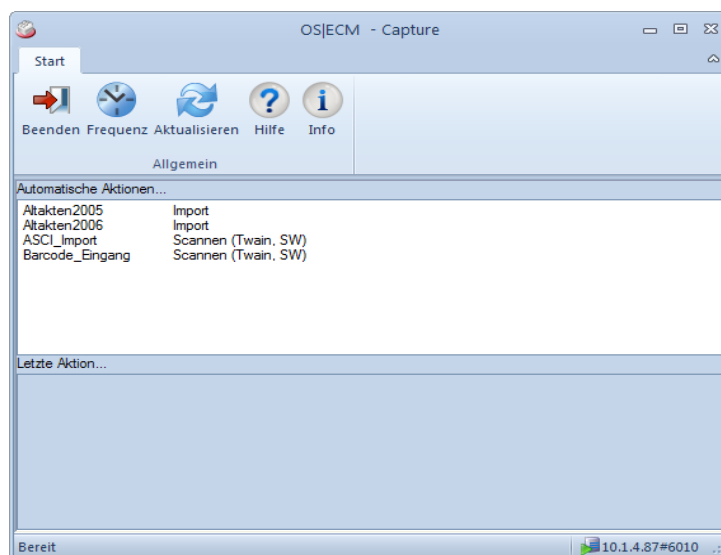 OS|ECM - Capture
Start
Beenden Frequenz Aktualisieren Hilfe Info
Allgemein
Automatische Aktionen...
Altakten2005 Import
Altakten2006 Import
ASCI_Import Scannen (Twain, SW)
Barcode_Eingang Scannen (Twain, SW)
Letzte Aktion...
Bereit 10.1.4.87#6010